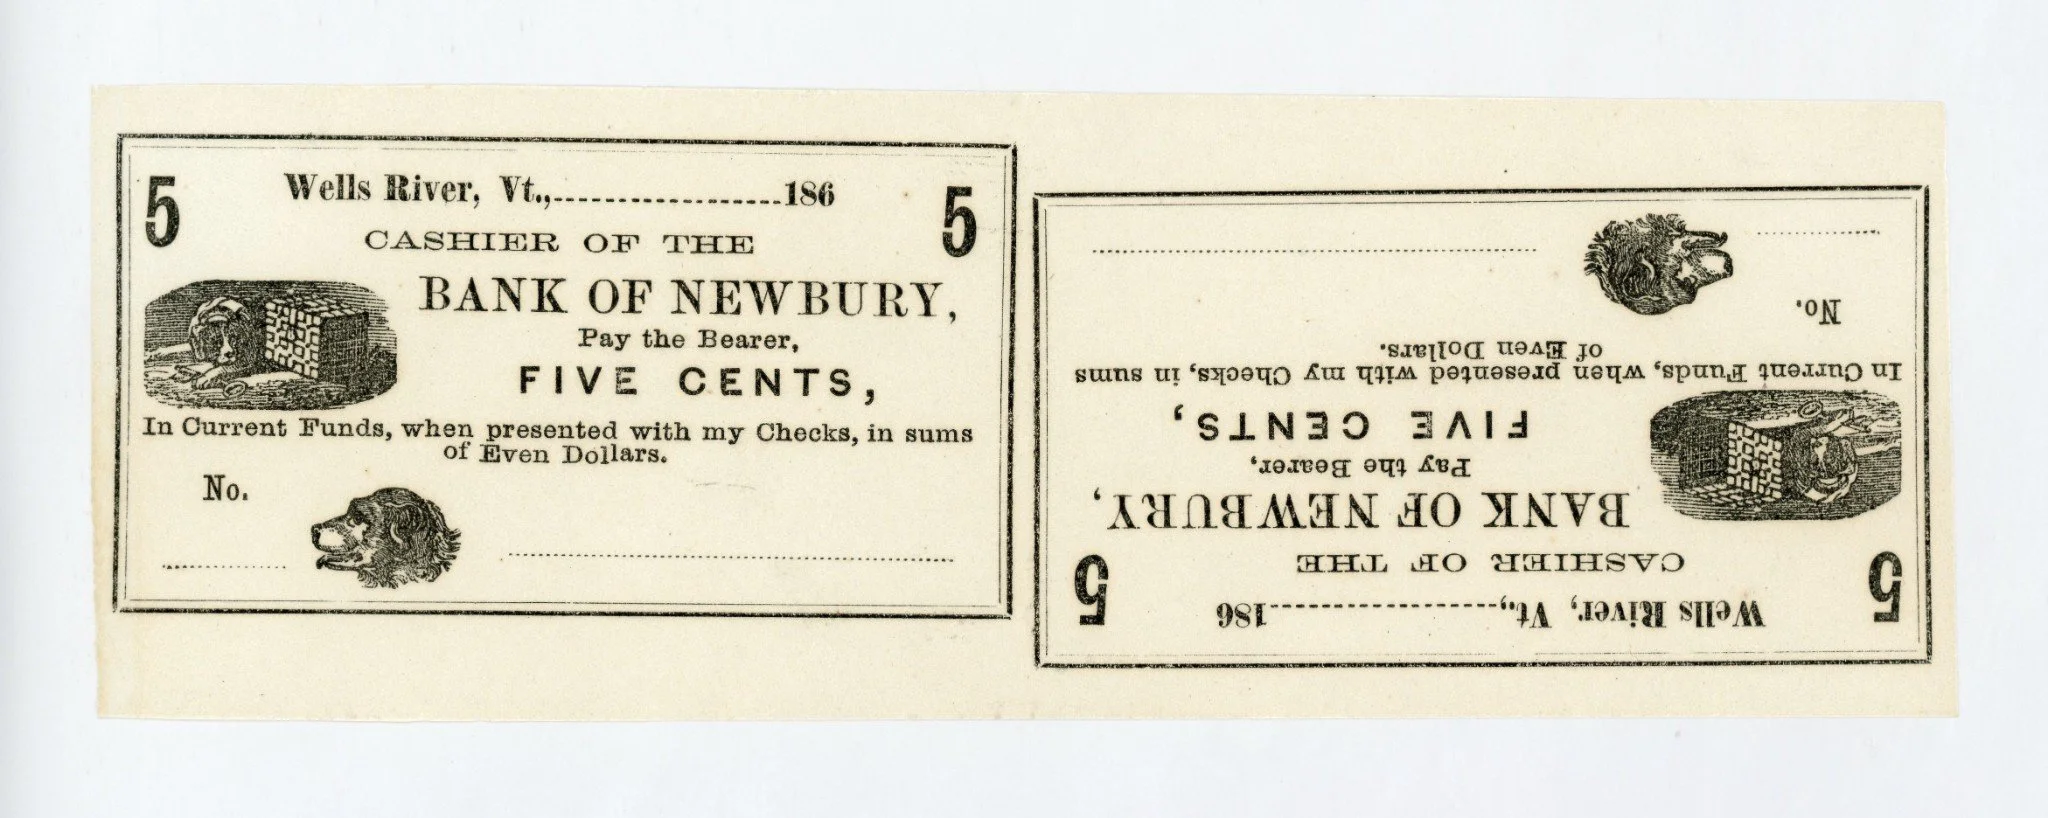 5 Wells River, Vt.,..................186 5
CASHIER OF THE
BANK OF NEWBURY,
Pay the Bearer,
FIVE CENTS,
In Current Funds, when presented with my Checks, in sums
of Even Dollars.
No.
5 Wells River, Vt.,..................186 5
CASHIER OF THE
BANK OF NEWBURY,
Pay the Bearer,
FIVE CENTS,
In Current Funds, when presented with my Checks, in sums
of Even Dollars.
No.